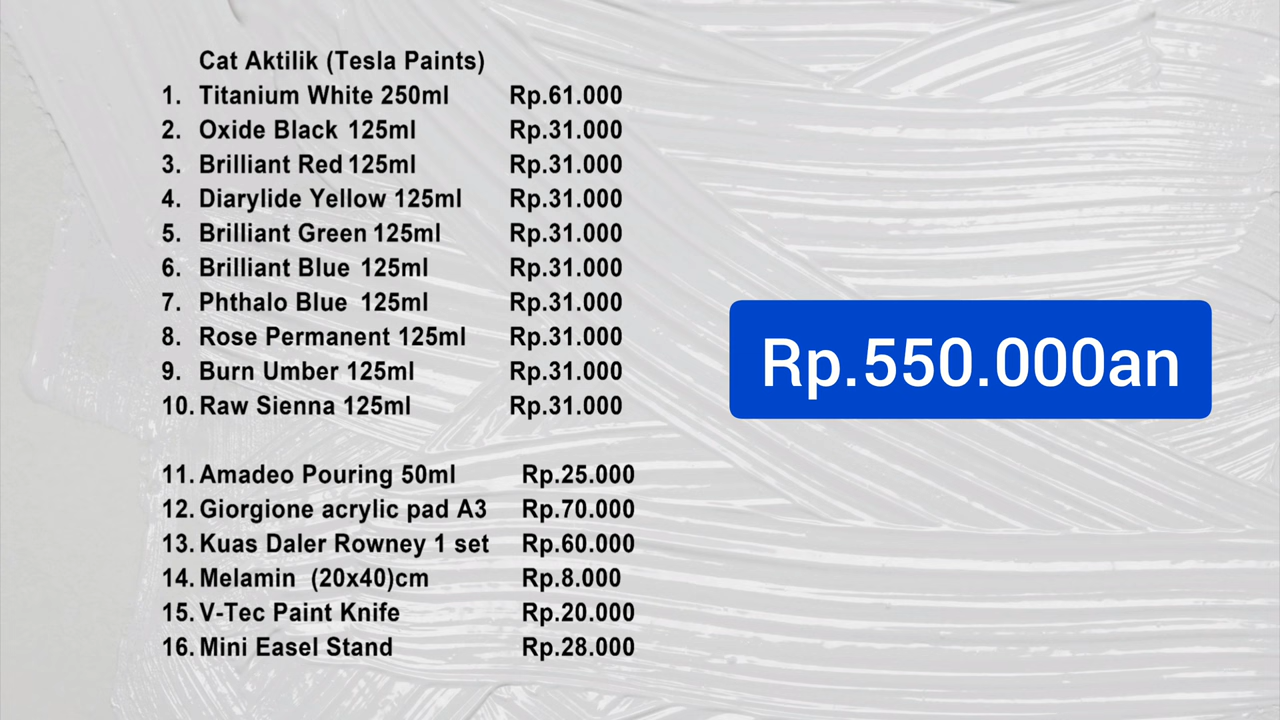 Cat Aktilik (Tesla Paints)
1. Titanium White 250ml Rp.61.000
2. Oxide Black 125ml Rp.31.000
3. Brilliant Red 125ml Rp.31.000
4. Diarylide Yellow 125ml Rp.31.000
5. Brilliant Green 125ml Rp.31.000
6. Brilliant Blue 125ml Rp.31.000
7. Phthalo Blue 125ml Rp.31.000
8. Rose Permanent 125ml Rp.31.000
9. Burn Umber 125ml Rp.31.000
10. Raw Sienna 125ml Rp.31.000
11. Amadeo Pouring 50ml Rp.25.000
12. Giorgione acrylic pad A3 Rp.70.000
13. Kuas Daler Rowney 1 set Rp.60.000
14. Melamin (20x40)cm Rp.8.000
15. V-Tec Paint Knife Rp.20.000
16. Mini Easel Stand Rp.28.000
Rp.550.000an